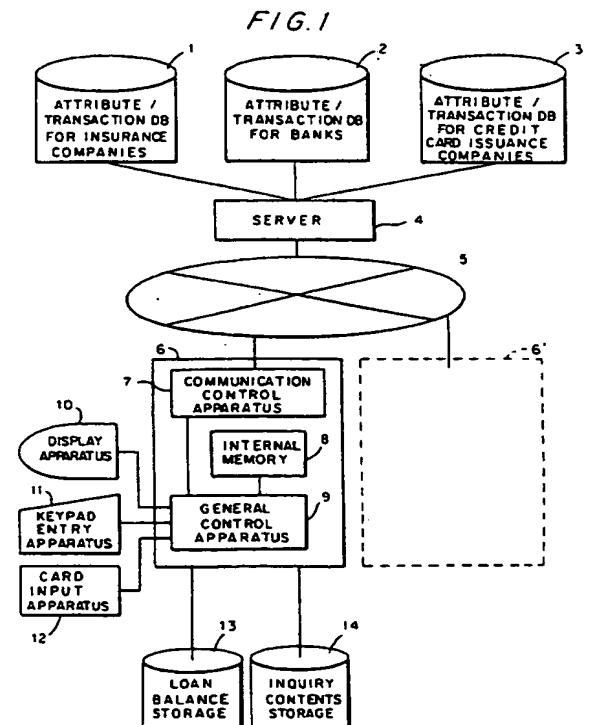 FIG. 1
1
2
3
ATTRIBUTE /
TRANSACTION DB
FOR INSURANCE
COMPANIES
ATTRIBUTE /
TRANSACTION DB
FOR BANKS
ATTRIBUTE /
TRANSACTION DB
FOR CREDIT
CARD ISSUANCE
COMPANIES
SERVER
4
5
6
6'
7
COMMUNICATION
CONTROL
APPARATUS
10
DISPLAY
APPARATUS
INTERNAL
MEMORY
8
11
KEYPAD
ENTRY
APPARATUS
GENERAL
CONTROL
APPARATUS
9
CARD
INPUT
APPARATUS
12
13
14
LOAN
BALANCE
STORAGE
INQUIRY
CONTENTS
STORAGE